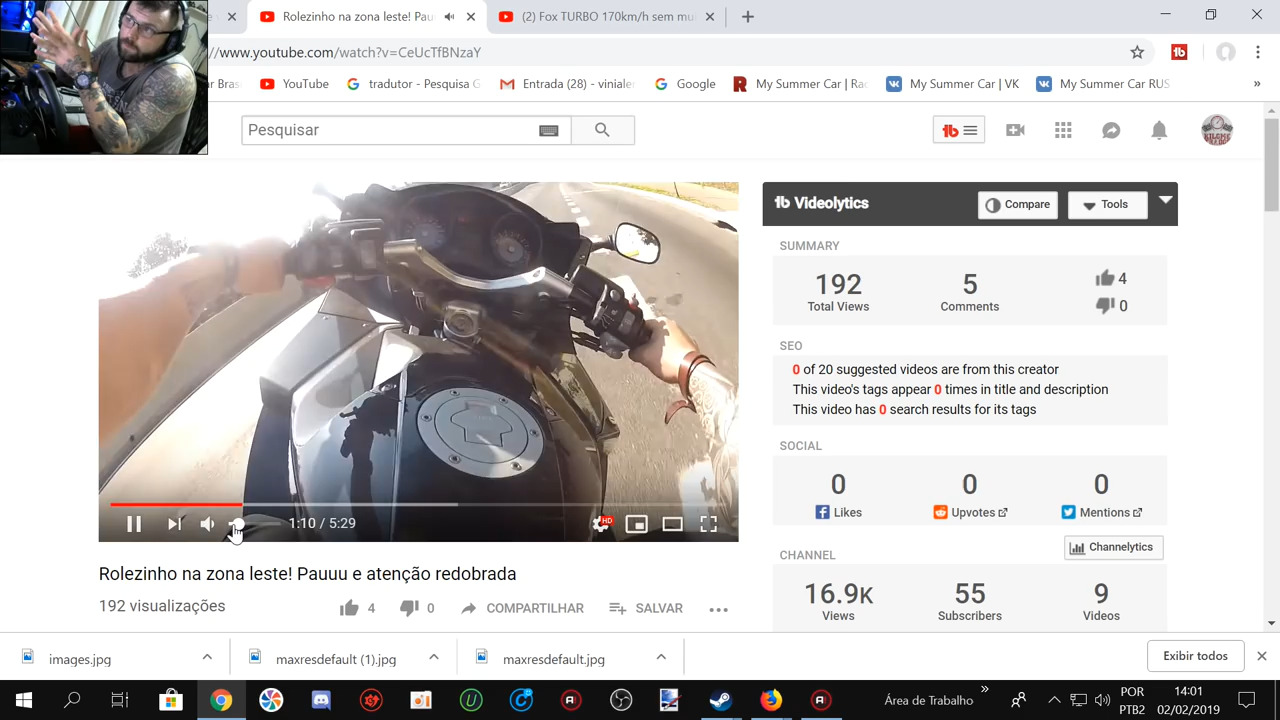 Rolezinho na zona leste! Pau
(2) Fox TURBO 170km/h sem mu
//www.youtube.com/watch?v=CeUcTfBNzaY
ar Bras
YouTube
tradutor - Pesquisa G
Entrada (28) - vinialen
Google
My Summer Car | Rac
My Summer Car | VK
My Summer Car RUS
»
Pesquisar
Videolytics
Compare
Tools
SUMMARY
192
5
4
Total Views
Comments
0
SEO
0 of 20 suggested videos are from this creator
This video's tags appear 0 times in title and description
This video has 0 search results for its tags
SOCIAL
0
0
0
Likes
Upvotes
Mentions
Channelytics
CHANNEL
16.9K
55
9
Views
Subscribers
Videos
1:10 / 5:29
HD
Rolezinho na zona leste! Pauuu e atenção redobrada
192 visualizações
4
0
COMPARTILHAR
SALVAR
images.jpg
maxresdefault (1).jpg
maxresdefault.jpg
Exibir todos
Área de Trabalho
»
POR
PTB2
14:01
02/02/2019